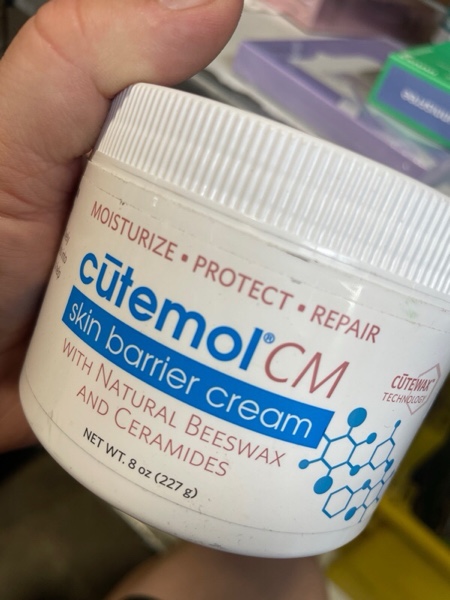 MOISTURIZE • PROTECT • REPAIR
cūtemol® CM
skin barrier cream
WITH NATURAL BEESWAX
AND CERAMIDES
NET WT. 8 oz (227 g)
CŪTEWAX™
TECHNOLOGY